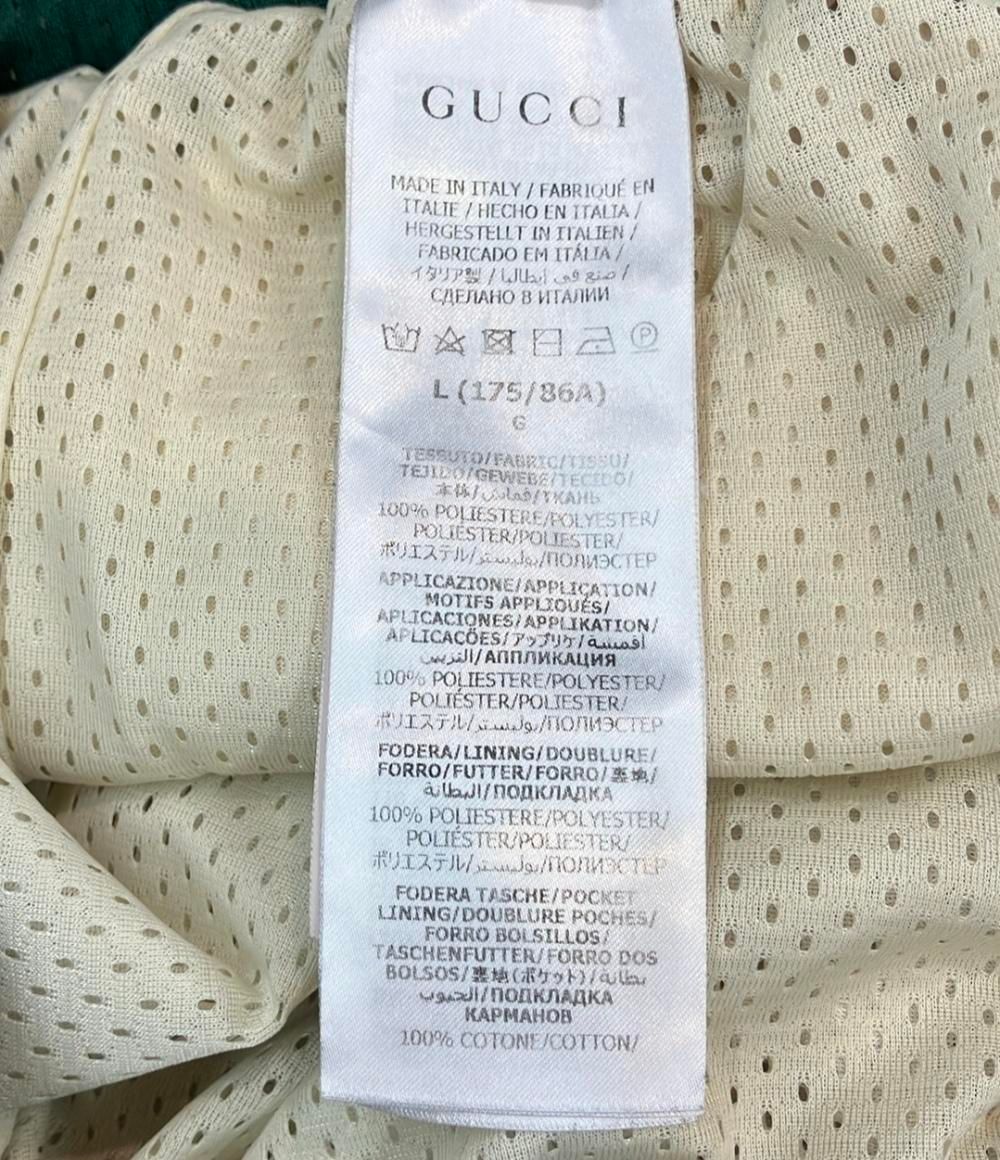 GUCCI
MADE IN ITALY / FABRIQUÉ EN
ITALIE / HECHO EN ITALIA /
HERGESTELLT IN ITALIEN /
FABRICADO EM ITÁLIA /
イタリア製 / صنع في إيطاليا /
СДЕЛАНО В ИТАЛИИ
P
L (175/86A)
G
TESSUTO/FABRIC/TISSU/
TEJIDO/GEWEBE/TECIDO/
本体/قماش/ТКАНЬ
100% POLIESTERE/POLYESTER/
POLIÉSTER/POLIESTER/
ポリエステル/بوليستر/ПОЛИЭСТЕР
APPLICAZIONE/APPLICATION/
MOTIFS APPLIQUÉS/
APLICACIONES/APPLIKATION/
APLICACÕES/アップリケ/أقمشة
التزيين/АППЛИКАЦИЯ
100% POLIESTERE/POLYESTER/
POLIÉSTER/POLIESTER/
ポリエステル/بوليستر/ПОЛИЭСТЕР
FODERA/LINING/DOUBLURE/
FORRO/FUTTER/FORRO/裏地/
البطانة/ПОДКЛАДКА
100% POLIESTERE/POLYESTER/
POLIÉSTER/POLIESTER/
ポリエステル/بوليستر/ПОЛИЭСТЕР
FODERA TASCHE/POCKET
LINING/DOUBLURE POCHES/
FORRO BOLSILLOS/
TASCHENFUTTER/FORRO DOS
BOLSOS/裏地(ポケット)/بطانة
الجيوب/ПОДКЛАДКА
КАРМАНОВ
100% COTONE/COTTON/